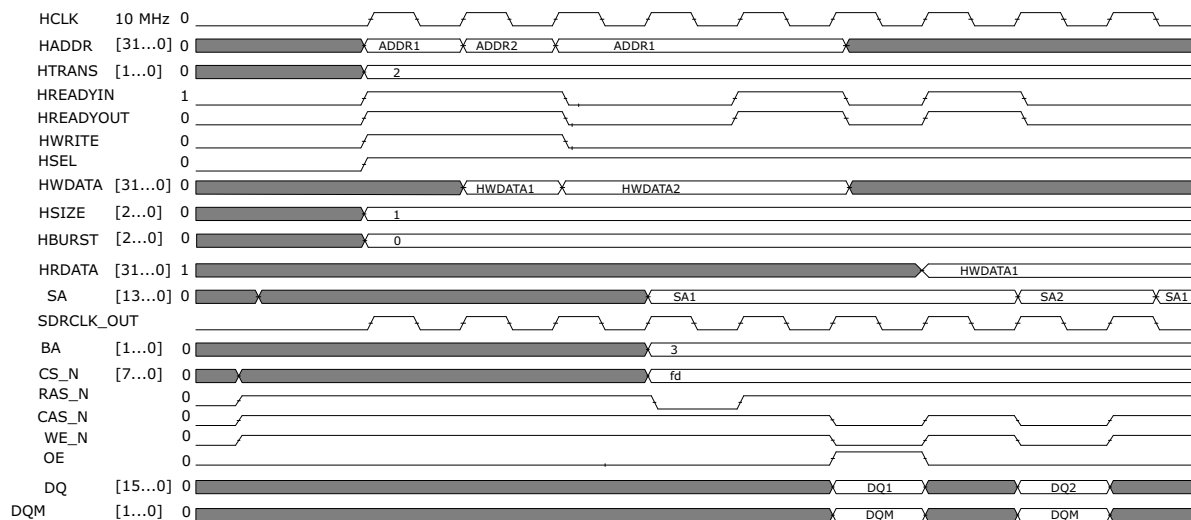 HCLK 10 MHz 0
HADDR [31...0] 0 ADDR1 ADDR2 ADDR1
HTRANS [1...0] 0 2
HREADYIN 1
HREADYOUT 0
HWRITE 0
HSEL 0
HWDATA [31...0] 0 HWDATA1 HWDATA2
HSIZE [2...0] 0 1
HBURST [2...0] 0 0
HRDATA [31...0] 1 HWDATA1
SA [13...0] 0 SA1 SA2 SA1
SDRCLK_OUT
BA [1...0] 0 3
CS_N [7...0] 0 fd
RAS_N 0
CAS_N 0
WE_N 0
OE 0
DQ [15...0] 0 DQ1 DQ2
DQM [1...0] 0 DQM DQM